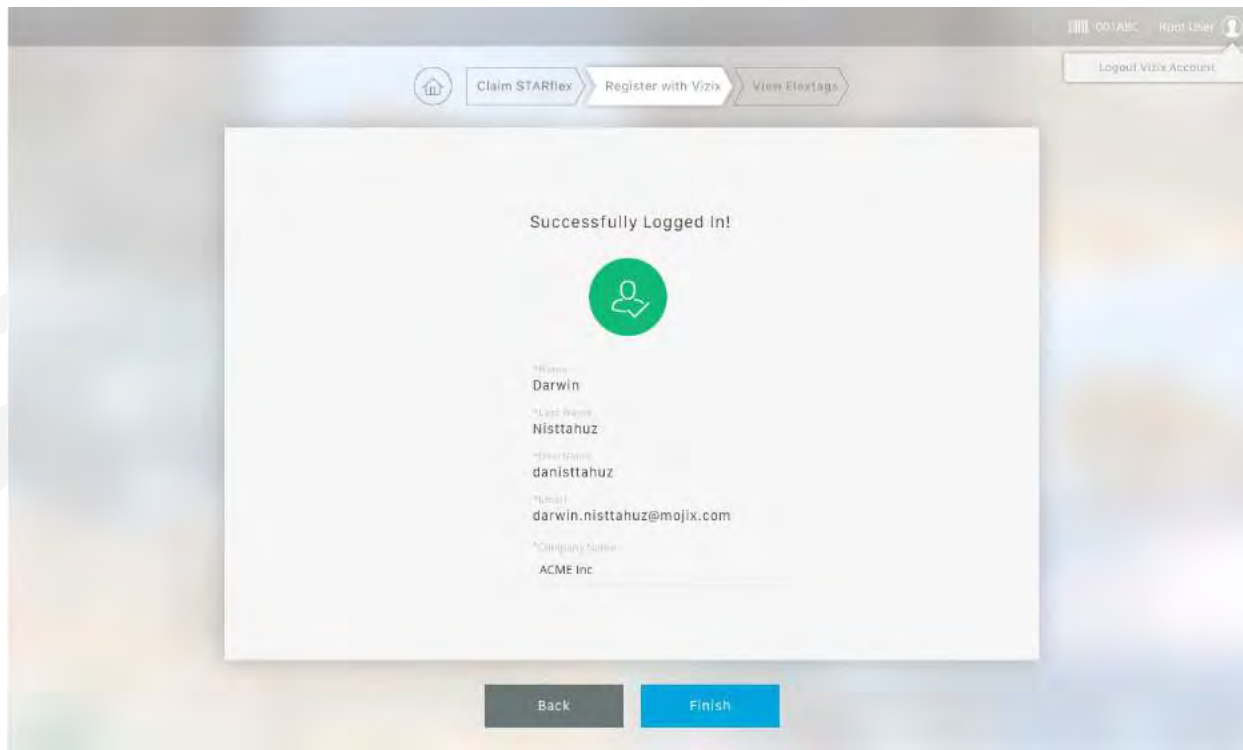 001ABC Root User
Logout Vizix Account
Claim STARflex Register with Vizix View Flextags
Successfully Logged In!
*Name
Darwin
*Last Name
Nisttahuz
*User Name
danisttahuz
*Email
darwin.nisttahuz@mojix.com
*Company Name
ACME Inc
Back Finish